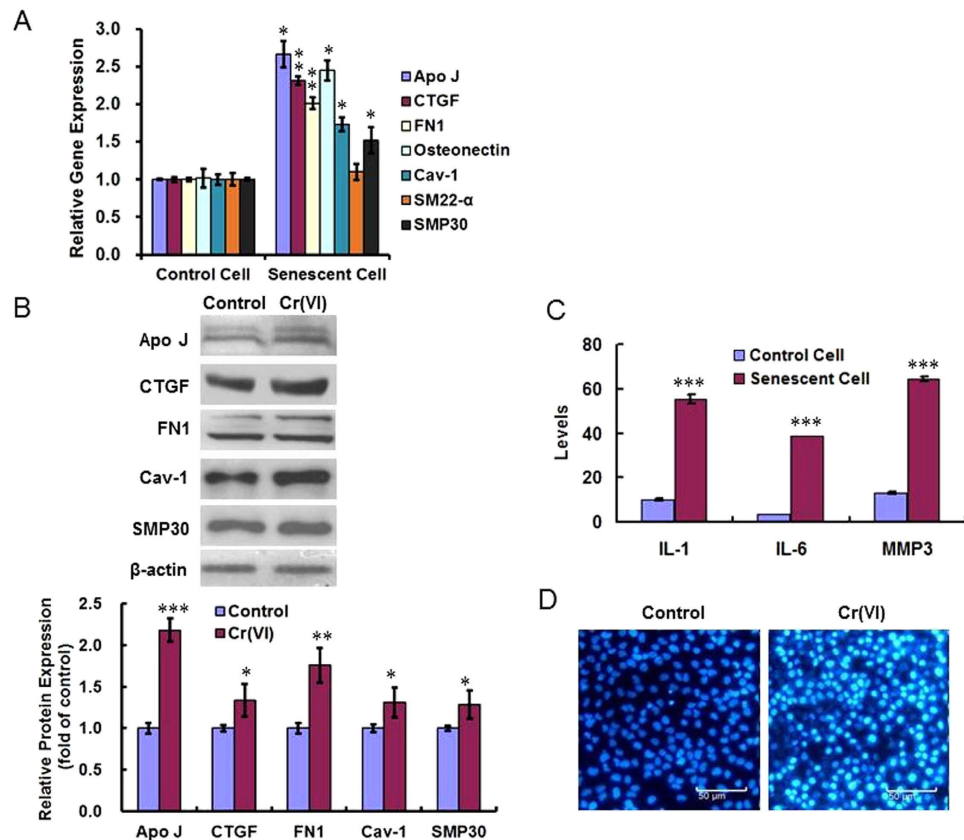 A
Relative Gene Expression
3.0
2.5
2.0
1.5
1.0
0.5
0.0
*
**
**
*
*
*
Apo J
CTGF
FN1
Osteonectin
Cav-1
SM22-α
SMP30
Control Cell Senescent Cell
B
Control Cr(VI)
Apo J
CTGF
FN1
Cav-1
SMP30
β-actin
Relative Protein Expression
(fold of control)
2.5
2.0
1.5
1.0
0.5
0.0
Control
Cr(VI)
***
*
**
*
*
Apo J CTGF FN1 Cav-1 SMP30
C
Levels
80
60
40
20
0
Control Cell
Senescent Cell
***
***
***
IL-1 IL-6 MMP3
D
Control Cr(VI)
50 μm
50 μm